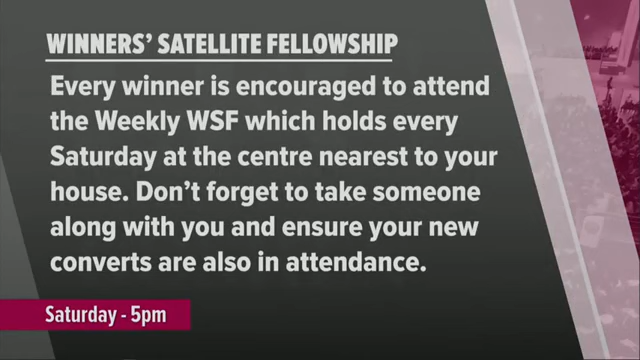 WINNERS' SATELLITE FELLOWSHIP
Every winner is encouraged to attend
the Weekly WSF which holds every
Saturday at the centre nearest to your
house. Don't forget to take someone
along with you and ensure your new
converts are also in attendance.
Saturday - 5pm